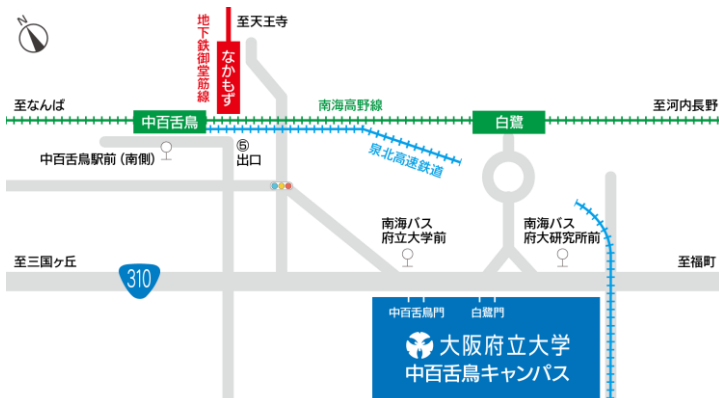 N
至天王寺
地下鉄御堂筋線
なかもず
至なんば
中百舌鳥
南海高野線
白鷺
至河内長野
中百舌鳥駅前(南側)
⑥
出口
泉北高速鉄道
南海バス
府立大学前
南海バス
府大研究所前
至三国ヶ丘
310
至福町
中百舌鳥門
白鷺門
大阪府立大学
中百舌鳥キャンパス